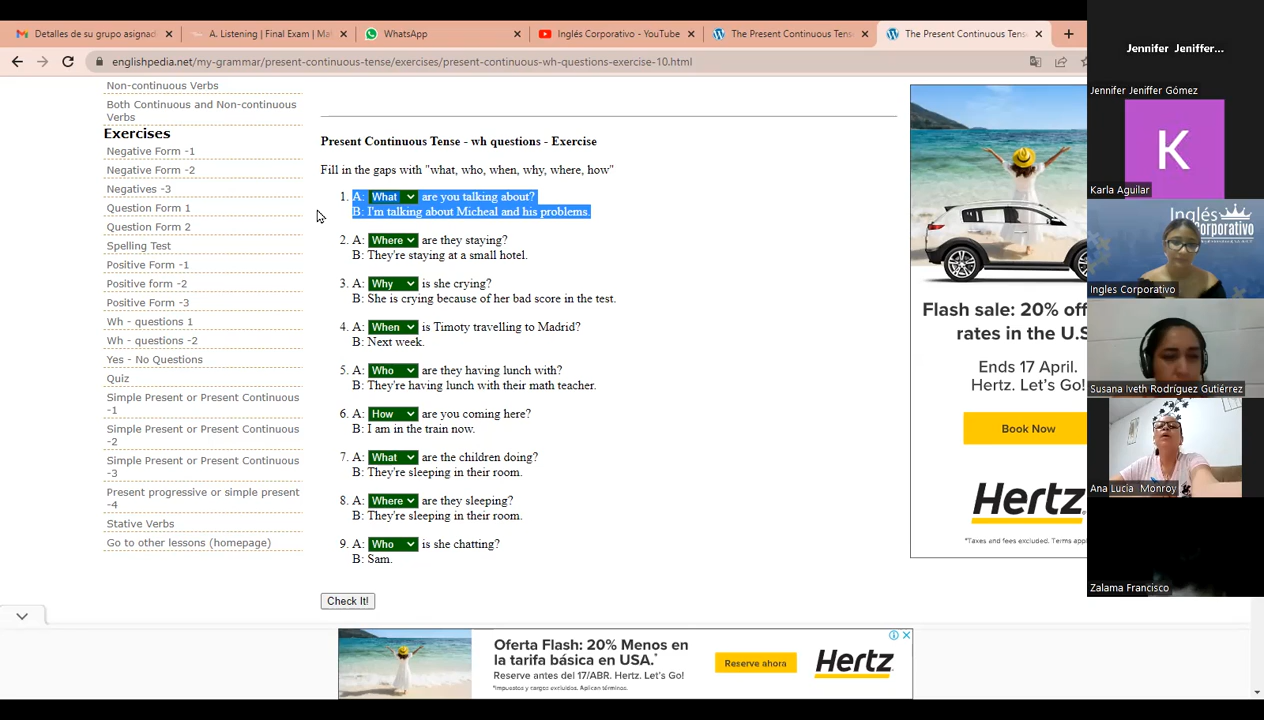 Detalles de su grupo asignad
A. Listening | Final Exam | Ma
WhatsApp
Inglés Corporativo - YouTube
The Present Continuous Tens
The Present Continuous Tens
englishpedia.net/my-grammar/present-continuous-tense/exercises/present-continuous-wh-questions-exercise-10.html
Non-continuous Verbs
Both Continuous and Non-continuous
Verbs
Exercises
Negative Form -1
Negative Form -2
Negatives -3
Question Form 1
Question Form 2
Spelling Test
Positive Form -1
Positive form -2
Positive Form -3
Wh - questions 1
Wh - questions -2
Yes - No Questions
Quiz
Simple Present or Present Continuous
-1
Simple Present or Present Continuous
-2
Simple Present or Present Continuous
-3
Present progressive or simple present
-4
Stative Verbs
Go to other lessons (homepage)
Present Continuous Tense - wh questions - Exercise
Fill in the gaps with "what, who, when, why, where, how"
1. A: What are you talking about?
B: I'm talking about Micheal and his problems.
2. A: Where are they staying?
B: They're staying at a small hotel.
3. A: Why is she crying?
B: She is crying because of her bad score in the test.
4. A: When is Timoty travelling to Madrid?
B: Next week.
5. A: Who are they having lunch with?
B: They're having lunch with their math teacher.
6. A: How are you coming here?
B: I am in the train now.
7. A: What are the children doing?
B: They're sleeping in their room.
8. A: Where are they sleeping?
B: They're sleeping in their room.
9. A: Who is she chatting?
B: Sam.
Check It!
Flash sale: 20% off
rates in the U.S
Ends 17 April.
Hertz. Let's Go!
Book Now
Hertz
*Taxes and fees excluded. Terms appl
Oferta Flash: 20% Menos en
la tarifa básica en USA.*
Reserve antes del 17/ABR. Hertz. Let's Go!
*Impuestos y cargos excluidos. Aplican términos.
Reserve ahora
Hertz
Jennifer Jeniffer...
Jennifer Jeniffer Gómez
K
Karla Aguilar
Inglés
Corporativo
Ingles Corporativo
Susana Iveth Rodríguez Gutiérrez
Ana Lucía Monroy
Zalama Francisco